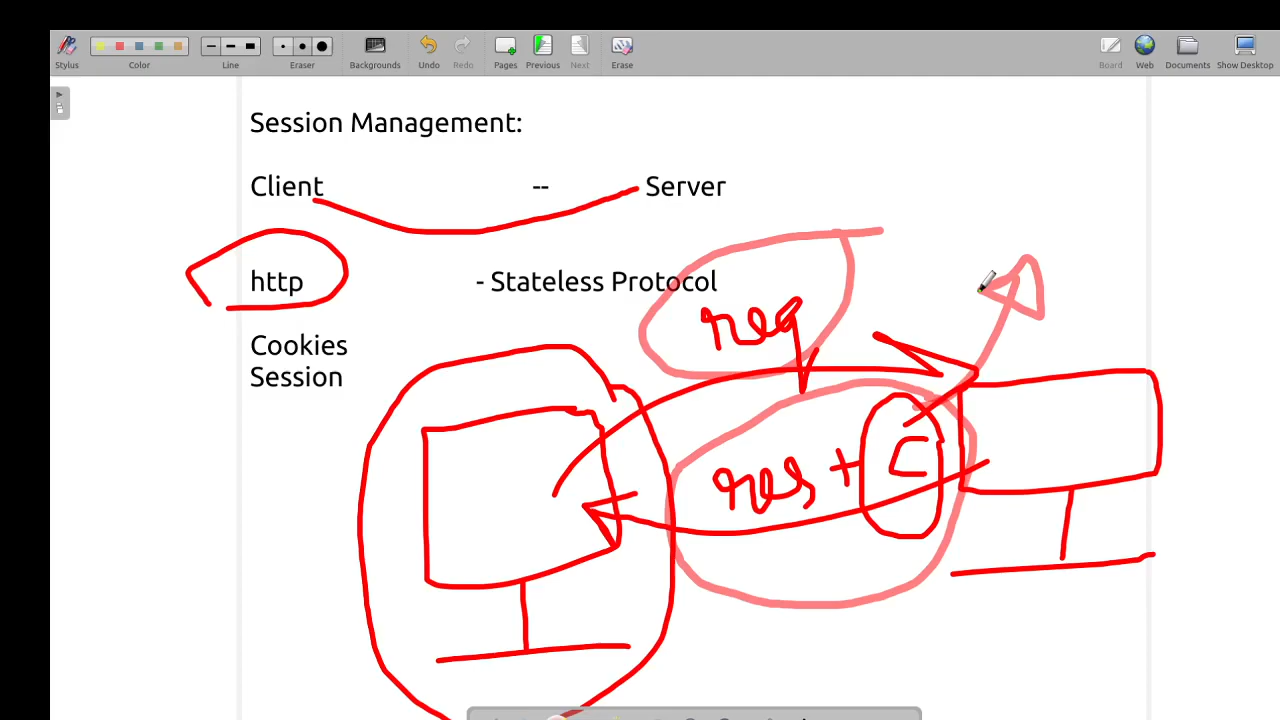 Stylus Color Line Eraser Backgrounds Undo Redo Pages Previous Next Erase Board Web Documents Show Desktop
Session Management:
Client -- Server
http - Stateless Protocol
req
Cookies
Session
res + C